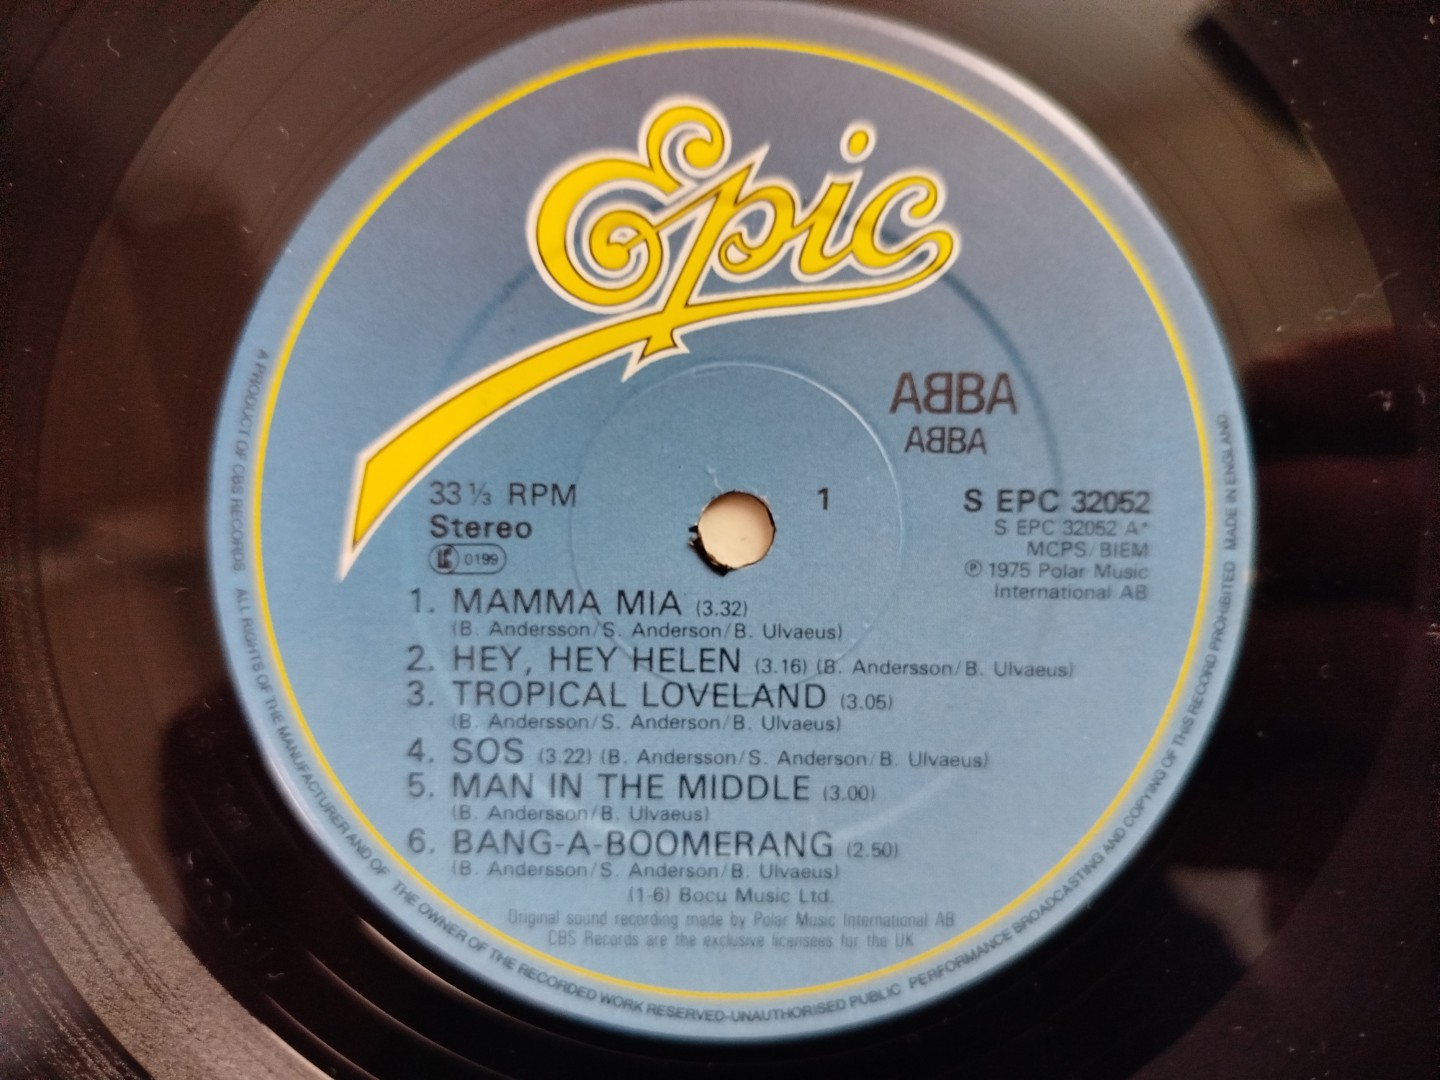 Epic
ABBA
ABBA
33 ⅓ RPM
Stereo
LC 0199
1
S EPC 32052
S EPC 32052 A*
MCPS/BIEM
℗ 1975 Polar Music
International AB
1. MAMMA MIA (3.32)
(B. Andersson/S. Anderson/B. Ulvaeus)
2. HEY, HEY HELEN (3.16) (B. Andersson/B. Ulvaeus)
3. TROPICAL LOVELAND (3.05)
(B. Andersson/S. Anderson/B. Ulvaeus)
4. SOS (3.22) (B. Andersson/S. Anderson/B. Ulvaeus)
5. MAN IN THE MIDDLE (3.00)
(B. Andersson/B. Ulvaeus)
6. BANG-A-BOOMERANG (2.50)
(B. Andersson/S. Anderson/B. Ulvaeus)
(1-6) Bocu Music Ltd.
Original sound recording made by Polar Music International AB
CBS Records are the exclusive licensees for the UK
A PRODUCT OF CBS RECORDS ALL RIGHTS OF THE MANUFACTURER AND OF THE OWNER OF THE RECORDED WORK RESERVED-UNAUTHORISED PUBLIC PERFORMANCE BROADCASTING AND COPYING OF THIS RECORD PROHIBITED MADE IN ENGLAND